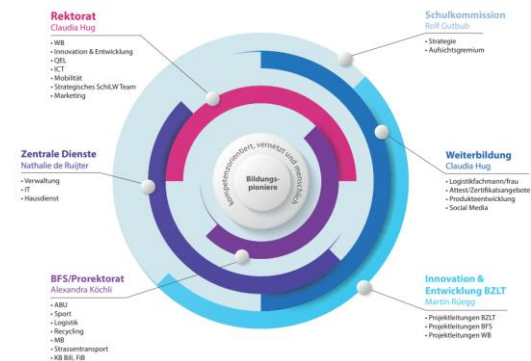 Rektorat
Claudia Hug
• WB
• Innovation & Entwicklung
• QEL
• ICT
• Mobilität
• Strategisches SchiLW Team
• Marketing
Schulkommission
Rolf Gutbub
• Strategie
• Aufsichtsgremium
Zentrale Dienste
Nathalie de Ruijter
• Verwaltung
• IT
• Hausdienst
kompetenzorientiert, vernetzt und menschlich
Bildungs-
pioniere
Weiterbildung
Claudia Hug
• Logistikfachmann/frau
• Attest/Zertifikatsangebote
• Produkteentwicklung
• Social Media
BFS/Prorektorat
Alexandra Köchli
• ABU
• Sport
• Logistik
• Recycling
• MB
• Strassentransport
• KB Bili, FiB
Innovation &
Entwicklung BZLT
Martin Rüegg
• Projektleitungen BZLT
• Projektleitungen BFS
• Projektleitungen WB